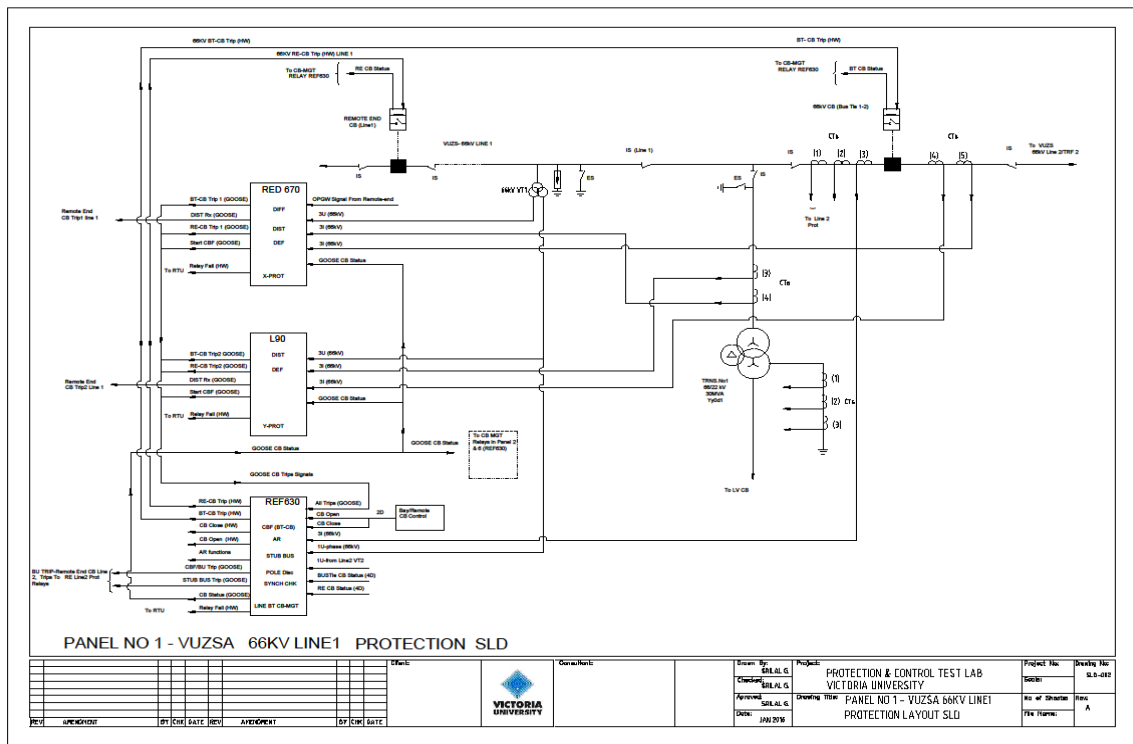 66KV BT-CB Trip (HW)
66KV RE-CB Trip (HW) LINE 1
BT- CB Trip (HW)
To CB-MGT
RELAY REF630
RE CB Status
To CB-MGT
RELAY REF630
BT CB Status
REMOTE END
CB (Line1)
66kV CB (Bus Tie 1-2)
VUZS- 66kV LINE 1
IS (Line 1)
IS
CTs
(1)
(2)
(3)
CTs
(4)
(5)
IS
To VUZS
66kV Line 2/TRF 2
IS
IS
66kV VT1
ES
ES
IS
To Line 2
Prot
RED 670
DIFF
DIST
DEF
X-PROT
BT-CB Trip 1 (GOOSE)
DIST Rx (GOOSE)
RE-CB Trip 1 (GOOSE)
Start CBF (GOOSE)
Relay Fail (HW)
To RTU
Remote End
CB Trip1 line 1
OPGW Signal From Remote-end
3U (66kV)
3I (66kV)
3I (66kV)
GOOSE CB Status
(3)
CTs
(4)
L90
DIST
DEF
Y-PROT
BT-CB Trip2 GOOSE)
RE-CB Trip2(GOOSE)
DIST Rx (GOOSE)
Start CBF (GOOSE)
Relay Fail (HW)
To RTU
Remote End
CB Trip2 Line 1
3U (66kV)
3I (66kV)
3I (66kV)
GOOSE CB Status
TRNS.No1
66/22 kV
30MVA
Yy0d1
(1)
(2) CTs
(3)
To LV CB
GOOSE CB Status
GOOSE CB Status
To CB MGT
Relays in Panel 2
& 6 (REF630)
GOOSE CB Trips Signals
REF630
CBF (BT-CB)
AR
STUB BUS
POLE Disc
SYNCH CHK
LINE BT CB-MGT
RE-CB Trip (HW)
BT-CB Trip (HW)
CB Close (HW)
CB Open (HW)
AR functions
CBF/BU Trip (GOOSE)
STUB BUS Trip (GOOSE)
CB Status (GOOSE)
Relay Fail (HW)
To RTU
BU TRIP-Remote End CB Line
2, Trips To RE Line2 Prot
Relays
All Trips (GOOSE)
CB Open
CB Close
2D
Bay/Remote
CB Control
3I (66kV)
1U-phase (66kV)
1U-from Line2 VT2
BUSTie CB Status (4D)
RE CB Status (4D)
PANEL NO 1 - VUZSA 66KV LINE1 PROTECTION SLD
REV AMENDMENT BY CHK DATE REV AMENDMENT BY CHK DATE
Client:
VICTORIA
UNIVERSITY
Consultant:
Drawn By:
SRILAL G.
Checked:
SRILAL G.
Aproved:
SRILAL G.
Date:
JAN 2016
Project:
PROTECTION & CONTROL TEST LAB
VICTORIA UNIVERSITY
Drawing Title: PANEL NO 1 - VUZSA 66KV LINE1
PROTECTION LAYOUT SLD
Project No:
Scale:
No of Sheets:
File Name:
Drawing No:
SLD-012
Rev:
A